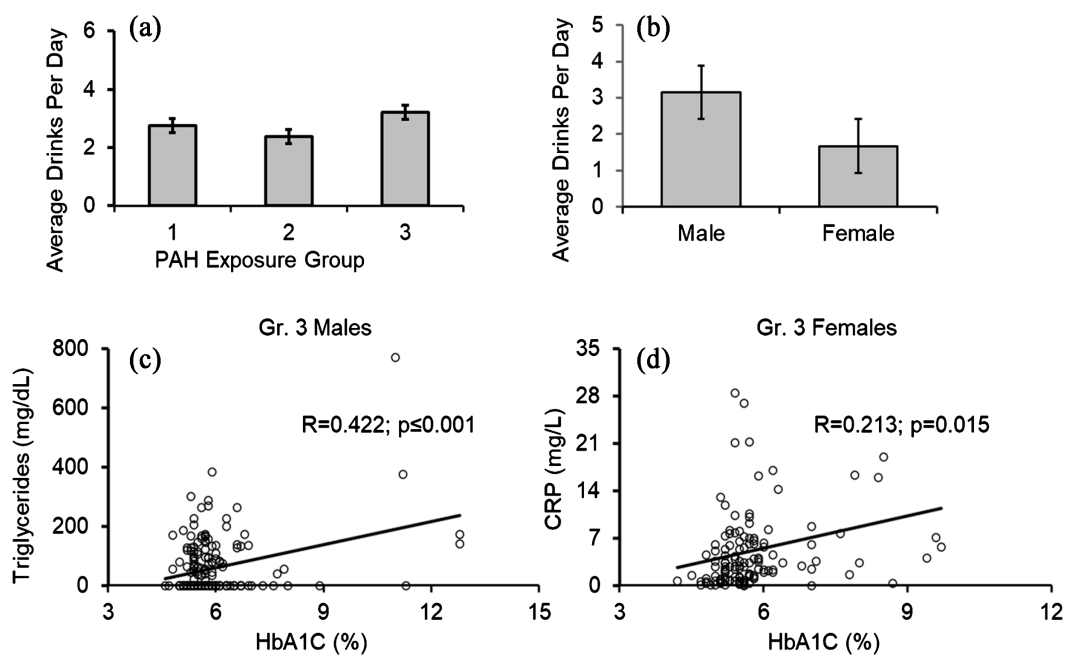 (a)
Average Drinks Per Day
6
4
2
0
1 2 3
PAH Exposure Group
(b)
Average Drinks Per Day
5
4
3
2
1
0
Male Female
Gr. 3 Males
(c)
Triglycerides (mg/dL)
800
600
400
200
0
R=0.422; p≤0.001
3 6 9 12 15
HbA1C (%)
Gr. 3 Females
(d)
CRP (mg/L)
35
28
21
14
7
0
R=0.213; p=0.015
3 6 9 12
HbA1C (%)